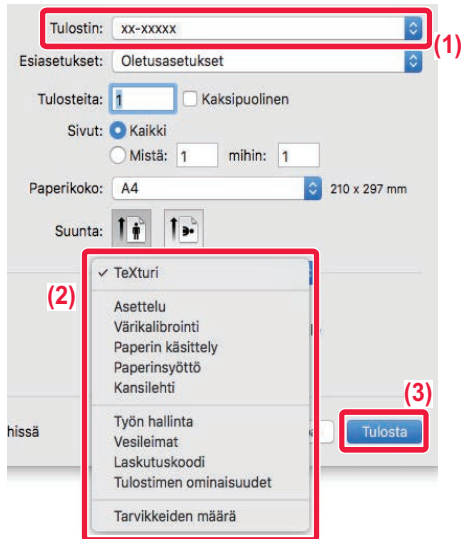 Tulostin: xx-xxxxx
(1)
Esiasetukset: Oletusasetukset
Tulosteita: 1 Kaksipuolinen
Sivut: Kaikki
Mistä: 1 mihin: 1
Paperikoko: A4 210 x 297 mm
Suunta:
(2)
✓ TeXturi
Asettelu
Värikalibrointi
Paperin käsittely
Paperinsyöttö
Kansilehti
Työn hallinta
Vesileimat
Laskutuskoodi
Tulostimen ominaisuudet
Tarvikkeiden määrä
(3)
hissä
Tulosta